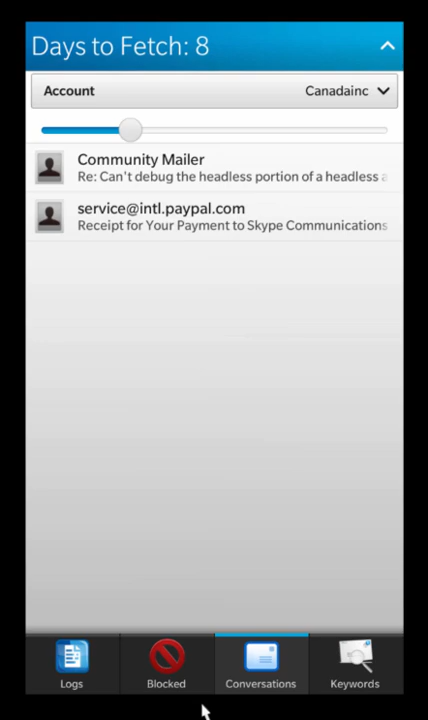 Days to Fetch: 8
Account Canadainc
Community Mailer
Re: Can't debug the headless portion of a headless a
service@intl.paypal.com
Receipt for Your Payment to Skype Communications
Logs Blocked Conversations Keywords